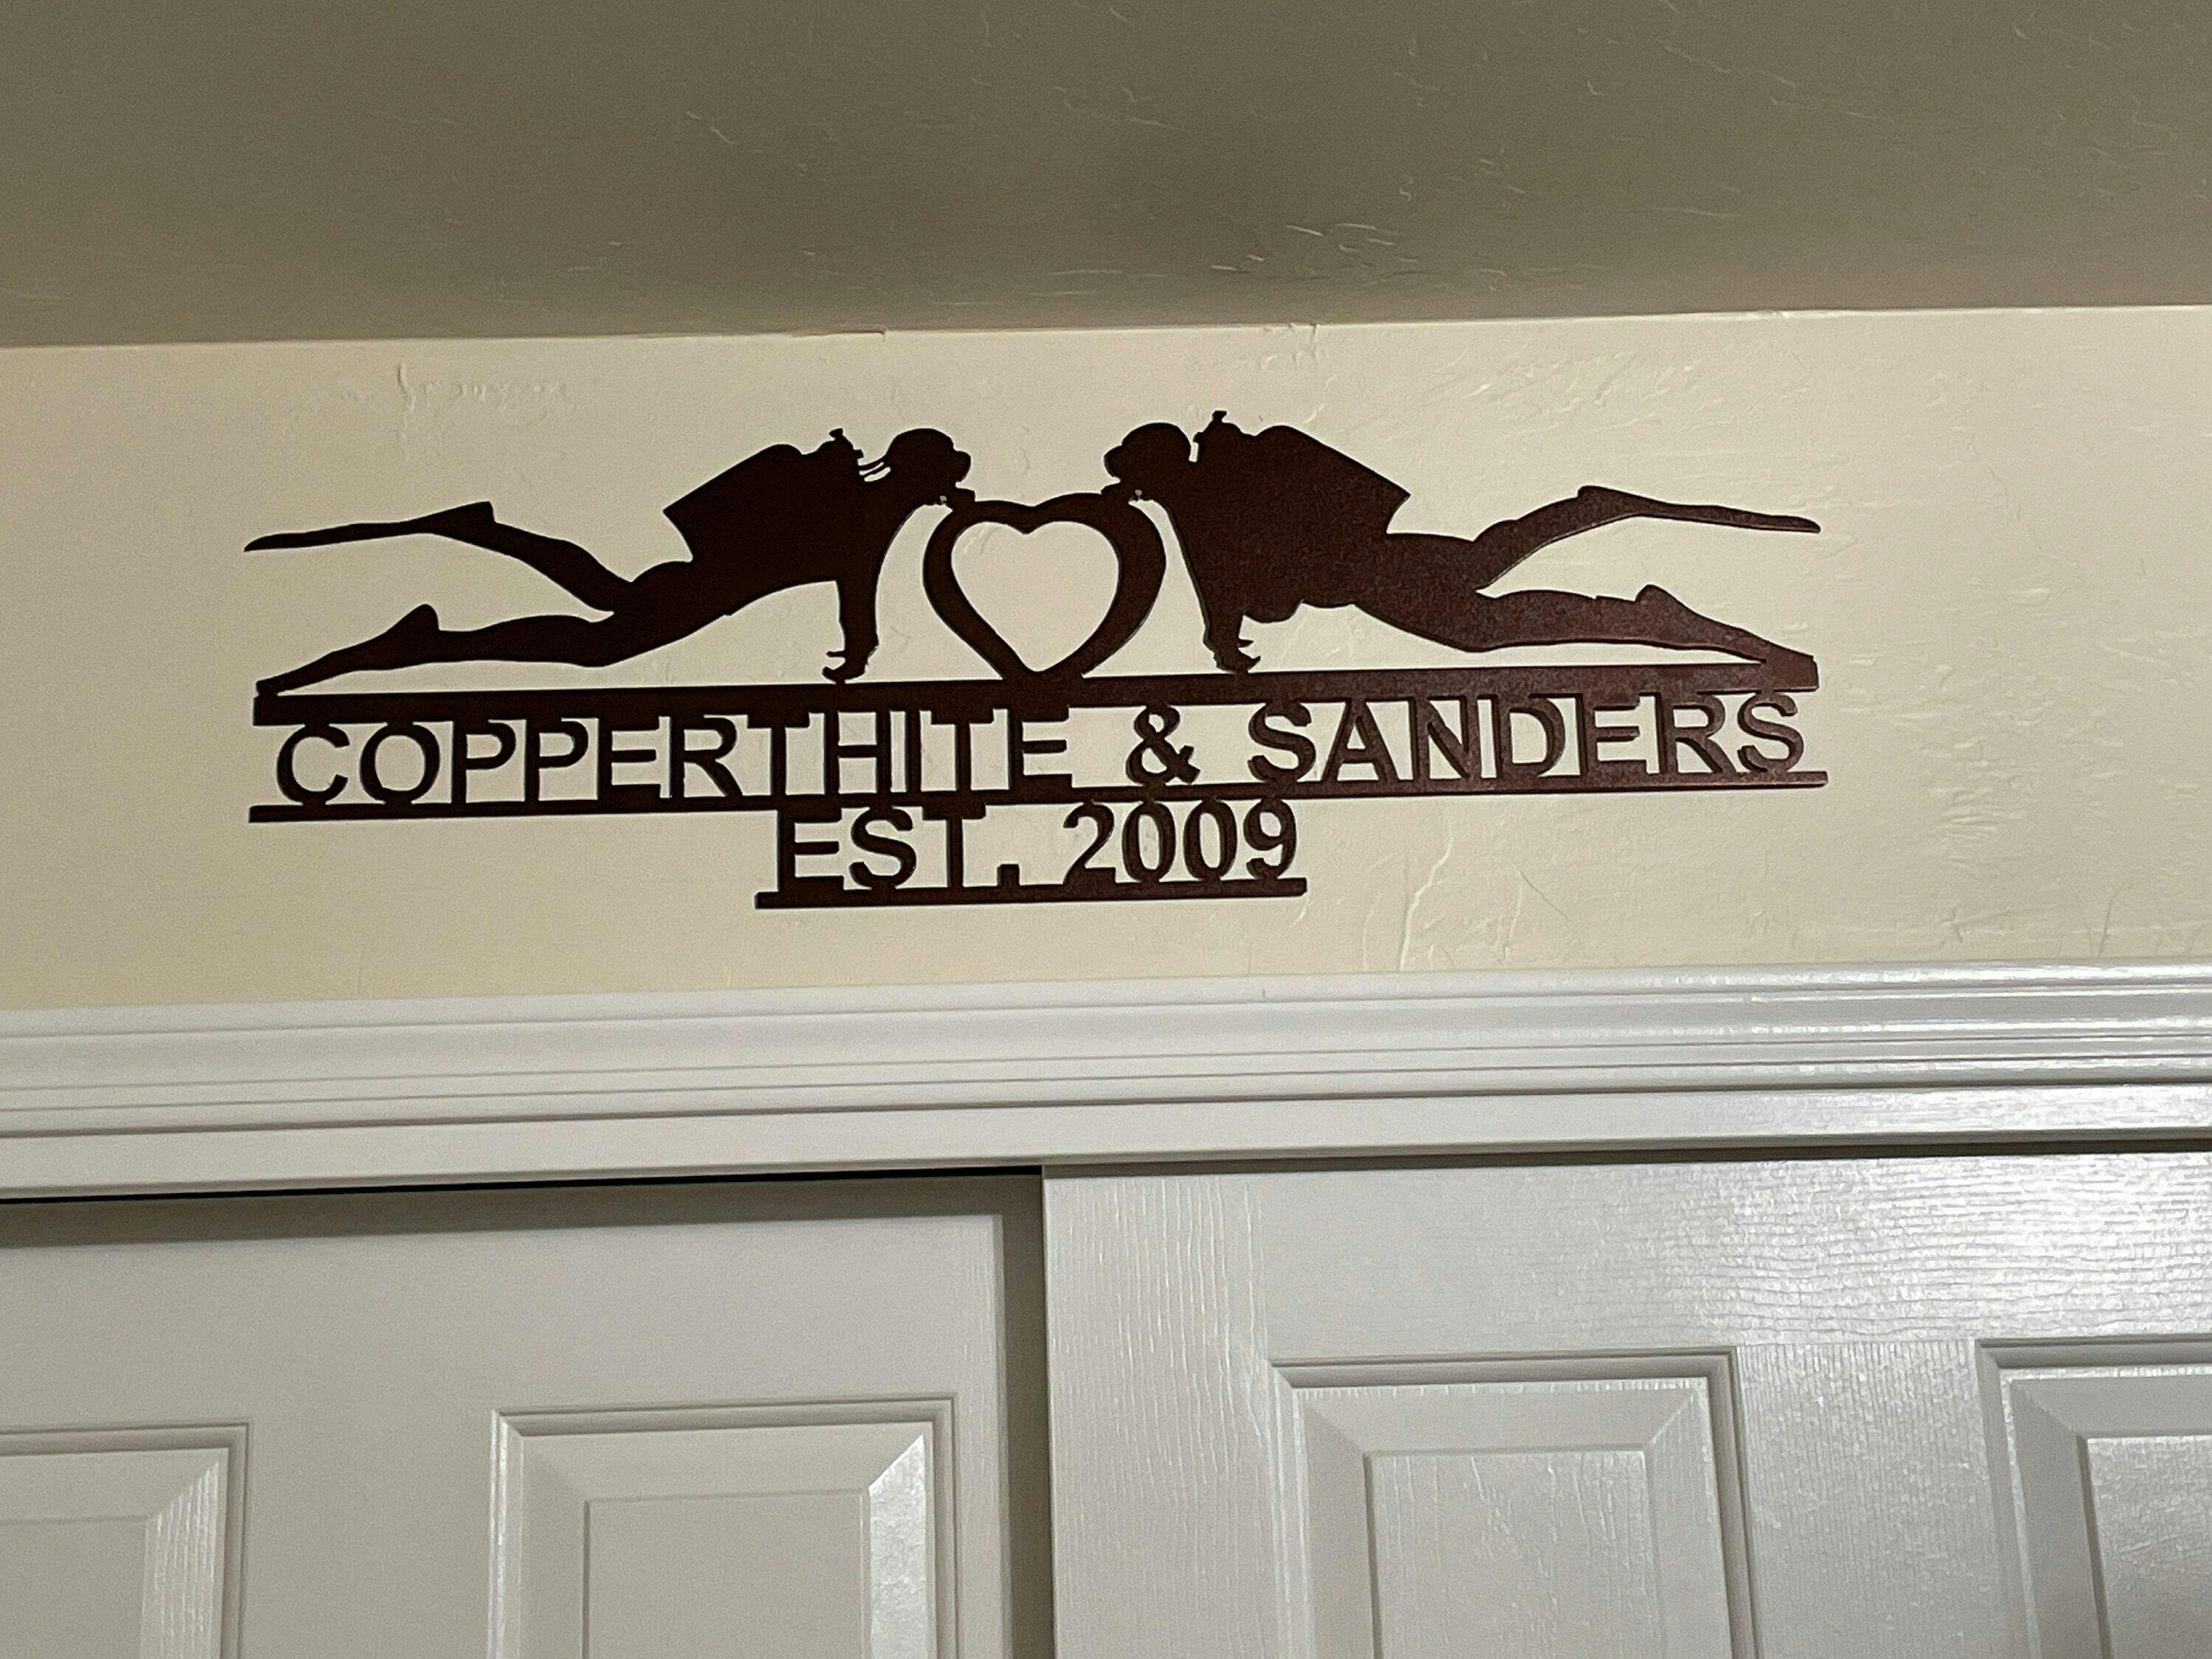 COPPERTHITE & SANDERS
EST. 2009